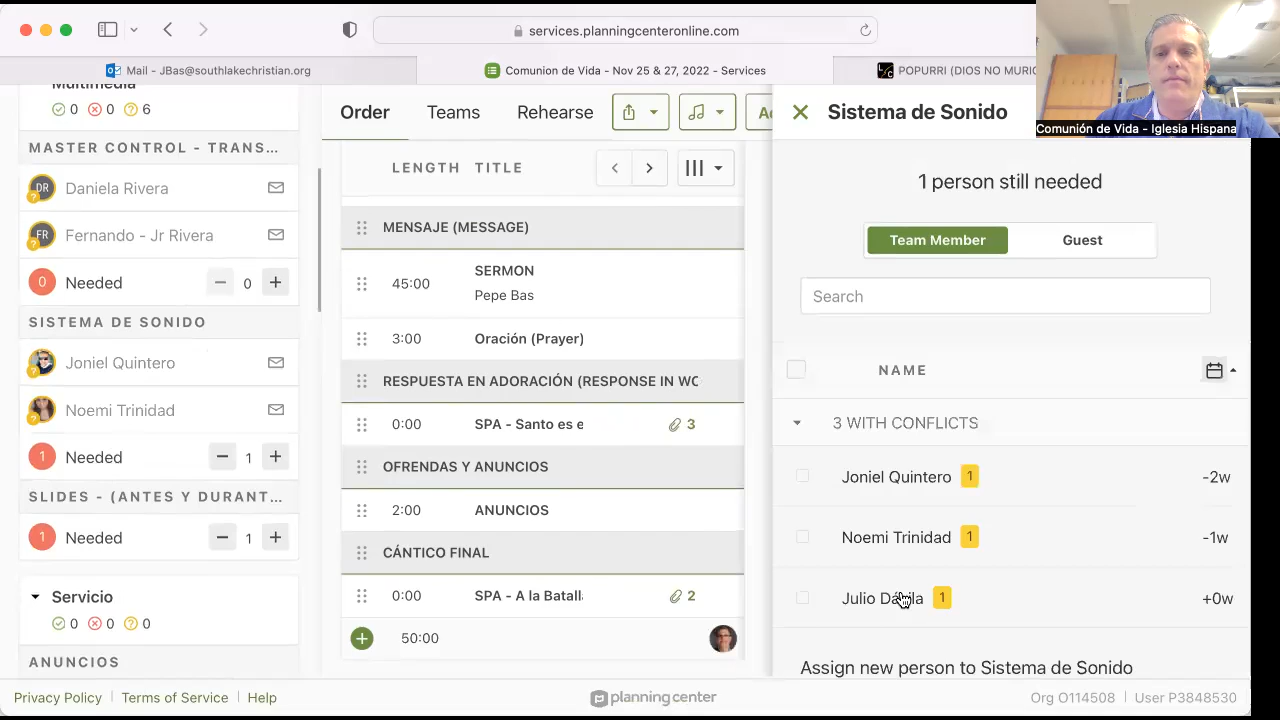 services.planningcenteronline.com
Mail - JBas@southlakechristian.org
Comunion de Vida - Nov 25 & 27, 2022 - Services
POPURRI (DIOS NO MURIC
Comunión de Vida - Iglesia Hispana
Multimedia
0 0 ? 6
MASTER CONTROL - TRANS...
DR Daniela Rivera
FR Fernando - Jr Rivera
0 Needed − 0 +
SISTEMA DE SONIDO
Joniel Quintero
Noemi Trinidad
1 Needed − 1 +
SLIDES - (ANTES Y DURANT...
1 Needed − 1 +
Servicio
0 0 ? 0
ANUNCIOS
Order Teams Rehearse Ad
LENGTH TITLE
MENSAJE (MESSAGE)
45:00 SERMON
Pepe Bas
3:00 Oración (Prayer)
RESPUESTA EN ADORACIÓN (RESPONSE IN WO
0:00 SPA - Santo es e 3
OFRENDAS Y ANUNCIOS
2:00 ANUNCIOS
CÁNTICO FINAL
0:00 SPA - A la Batall 2
50:00
Sistema de Sonido
1 person still needed
Team Member Guest
Search
NAME
3 WITH CONFLICTS
Joniel Quintero 1 -2w
Noemi Trinidad 1 -1w
Julio 1 +0w
Assign new person to Sistema de Sonido
Privacy Policy | Terms of Service | Help
planning center
Org O114508 | User P3848530